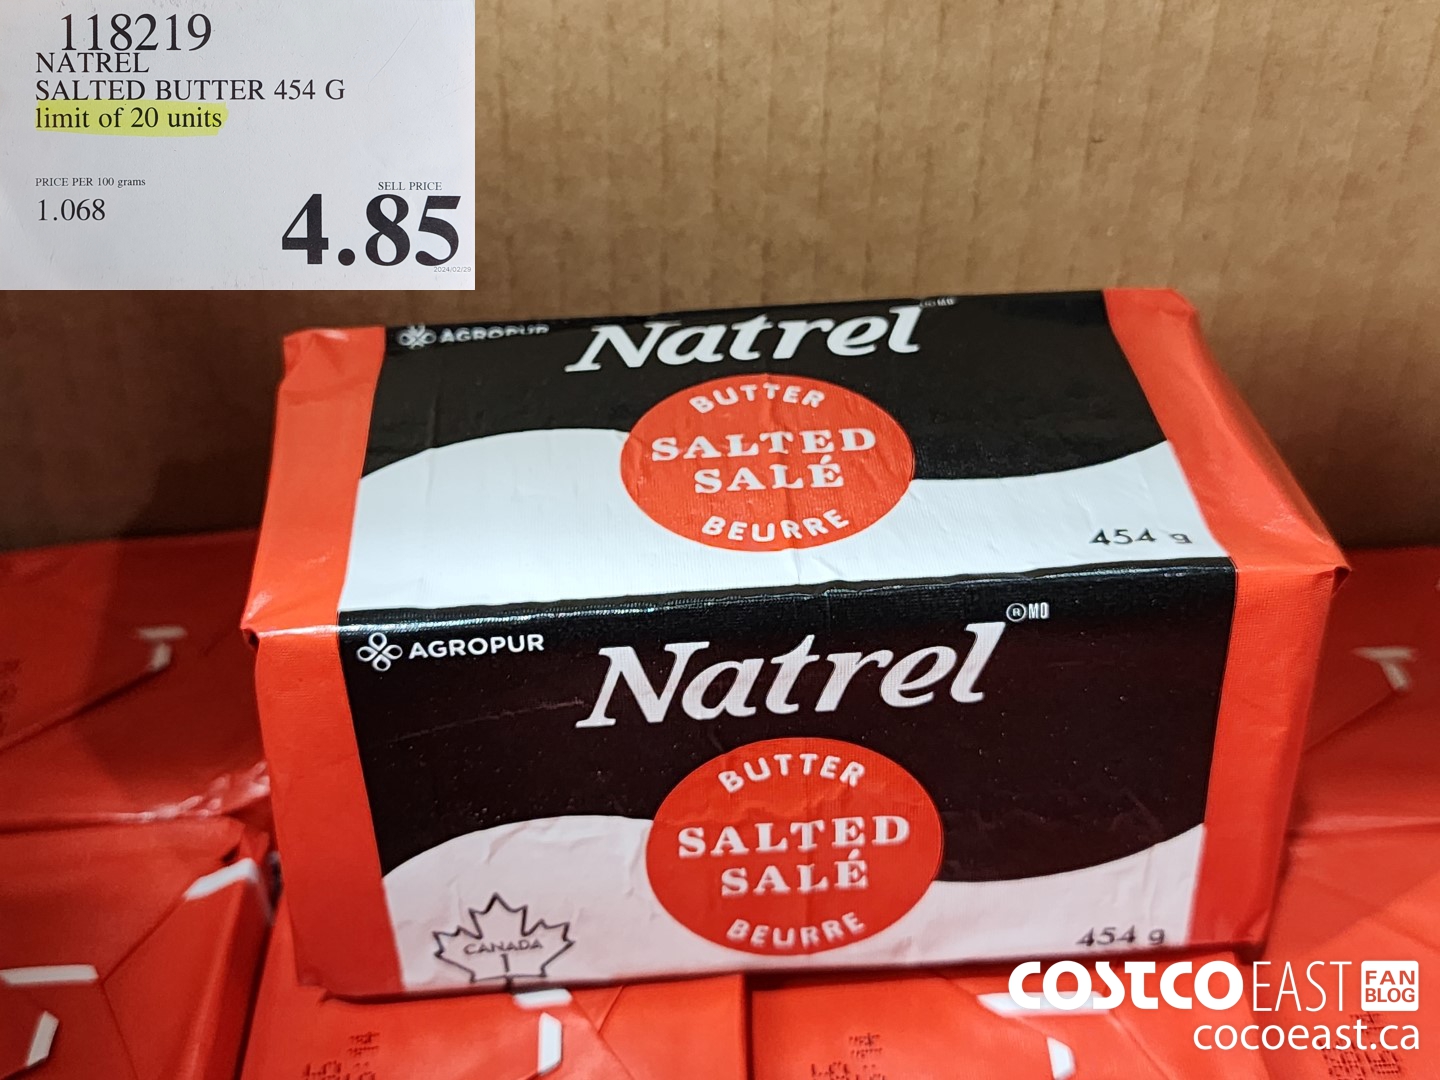 118219
NATREL
SALTED BUTTER 454 G
limit of 20 units
PRICE PER 100 grams
SELL PRICE
1.068
4.85
2024/02/29
AGROPUR
Natrel
MD
BUTTER
SALTED
SALÉ
BEURRE
454 g
AGROPUR
Natrel
®MD
BUTTER
SALTED
SALÉ
BEURRE
CANADA
1
454 g
COSTCO EAST FAN BLOG
cocoeast.ca